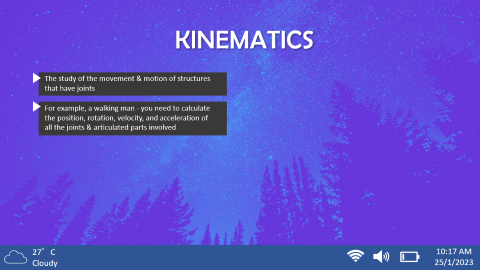 KINEMATICS
The study of the movement & motion of structures
that have joints
For example, a walking man - you need to calculate
the position, rotation, velocity, and acceleration of
all the joints & articulated parts involved
27° C
Cloudy
10:17 AM
25/1/2023